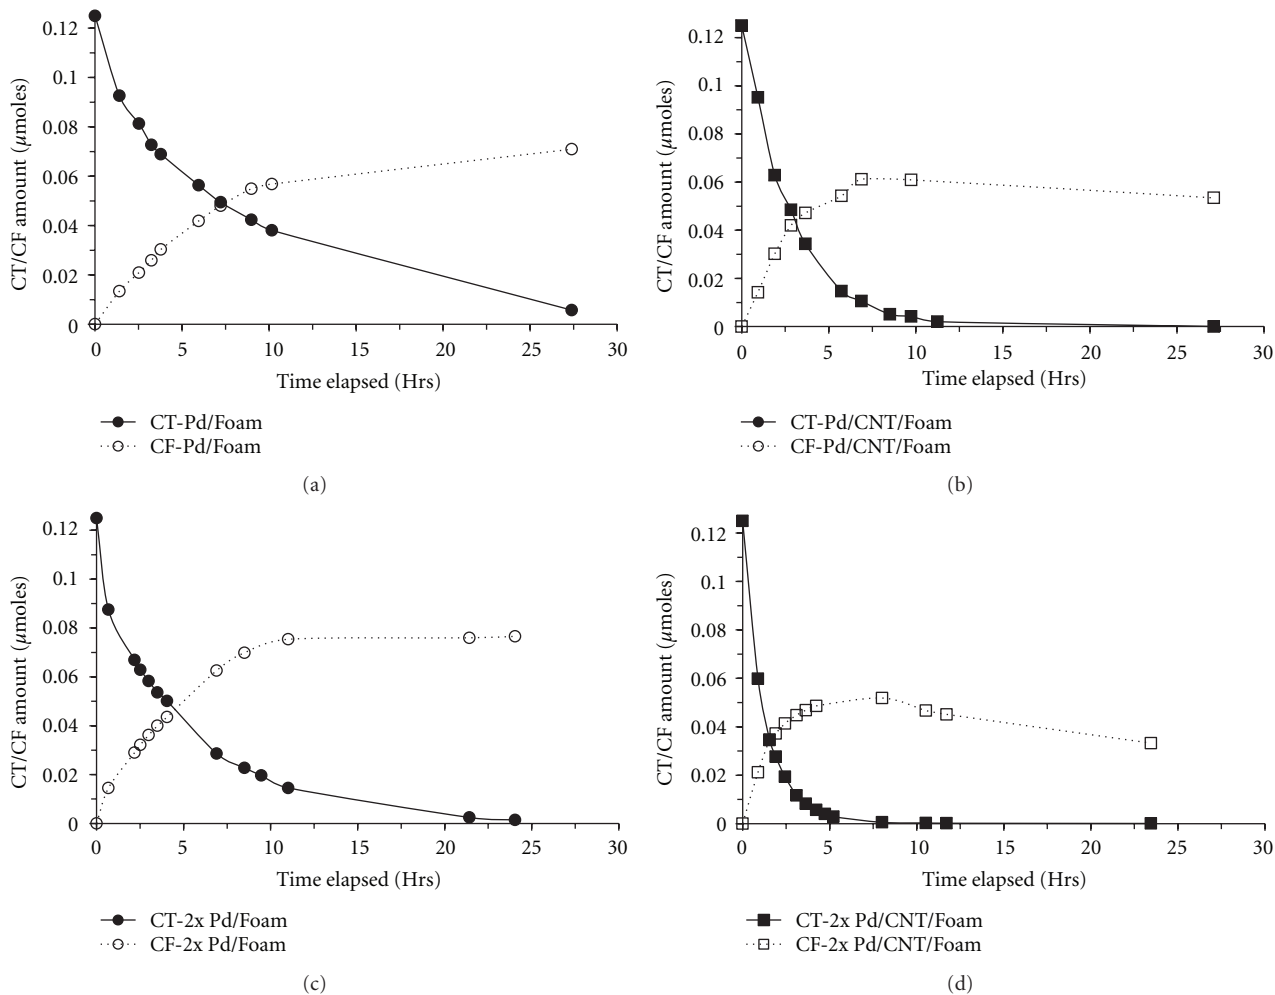 0.12
0.1
0.08
0.06
0.04
0.02
0
CT/CF amount (μmoles)
0 5 10 15 20 25 30
Time elapsed (Hrs)
CT-Pd/Foam
CF-Pd/Foam
(a)
0.12
0.1
0.08
0.06
0.04
0.02
0
CT/CF amount (μmoles)
0 5 10 15 20 25 30
Time elapsed (Hrs)
CT-Pd/CNT/Foam
CF-Pd/CNT/Foam
(b)
0.12
0.1
0.08
0.06
0.04
0.02
0
CT/CF amount (μmoles)
0 5 10 15 20 25 30
Time elapsed (Hrs)
CT-2x Pd/Foam
CF-2x Pd/Foam
(c)
0.12
0.1
0.08
0.06
0.04
0.02
0
CT/CF amount (μmoles)
0 5 10 15 20 25 30
Time elapsed (Hrs)
CT-2x Pd/CNT/Foam
CF-2x Pd/CNT/Foam
(d)